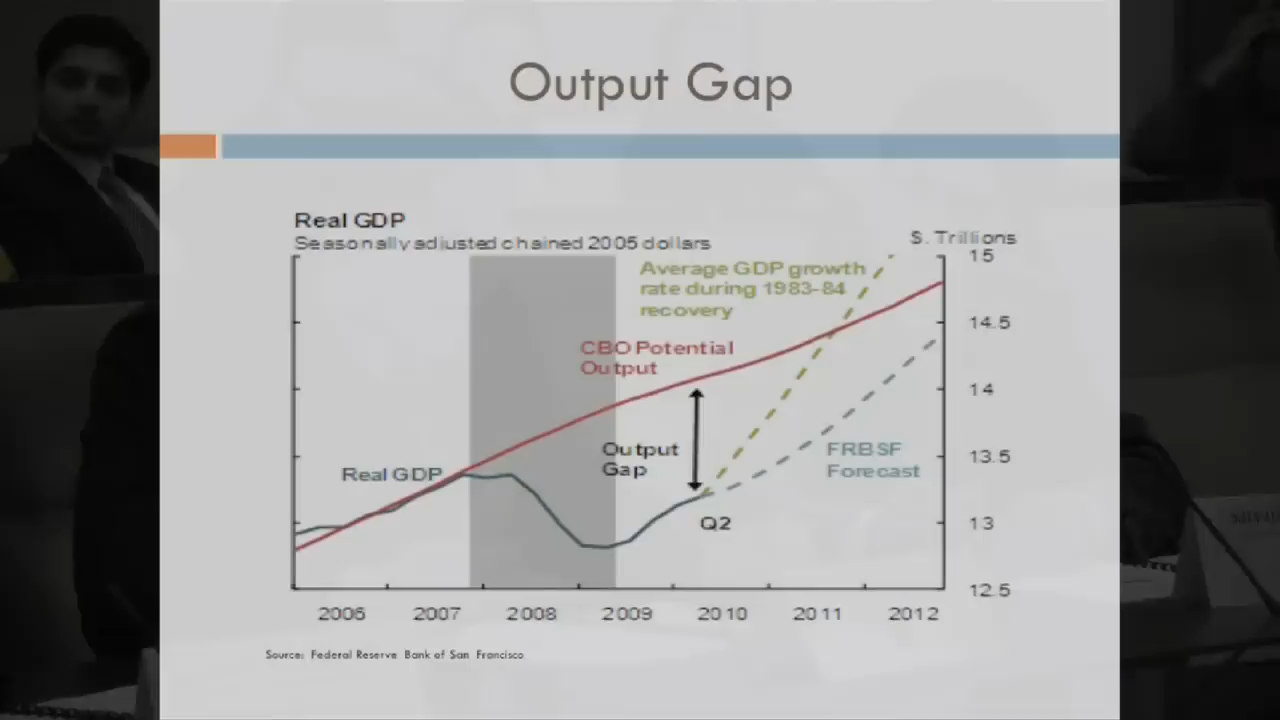 Output Gap
Real GDP
Seasonally adjusted chained 2005 dollars
$. Trillions
15
Average GDP growth
rate during 1983-84
recovery
14.5
CBO Potential
Output
14
Output
Gap
13.5
FRBSF
Forecast
Real GDP
Q2
13
12.5
2006 2007 2008 2009 2010 2011 2012
Source: Federal Reserve Bank of San Francisco